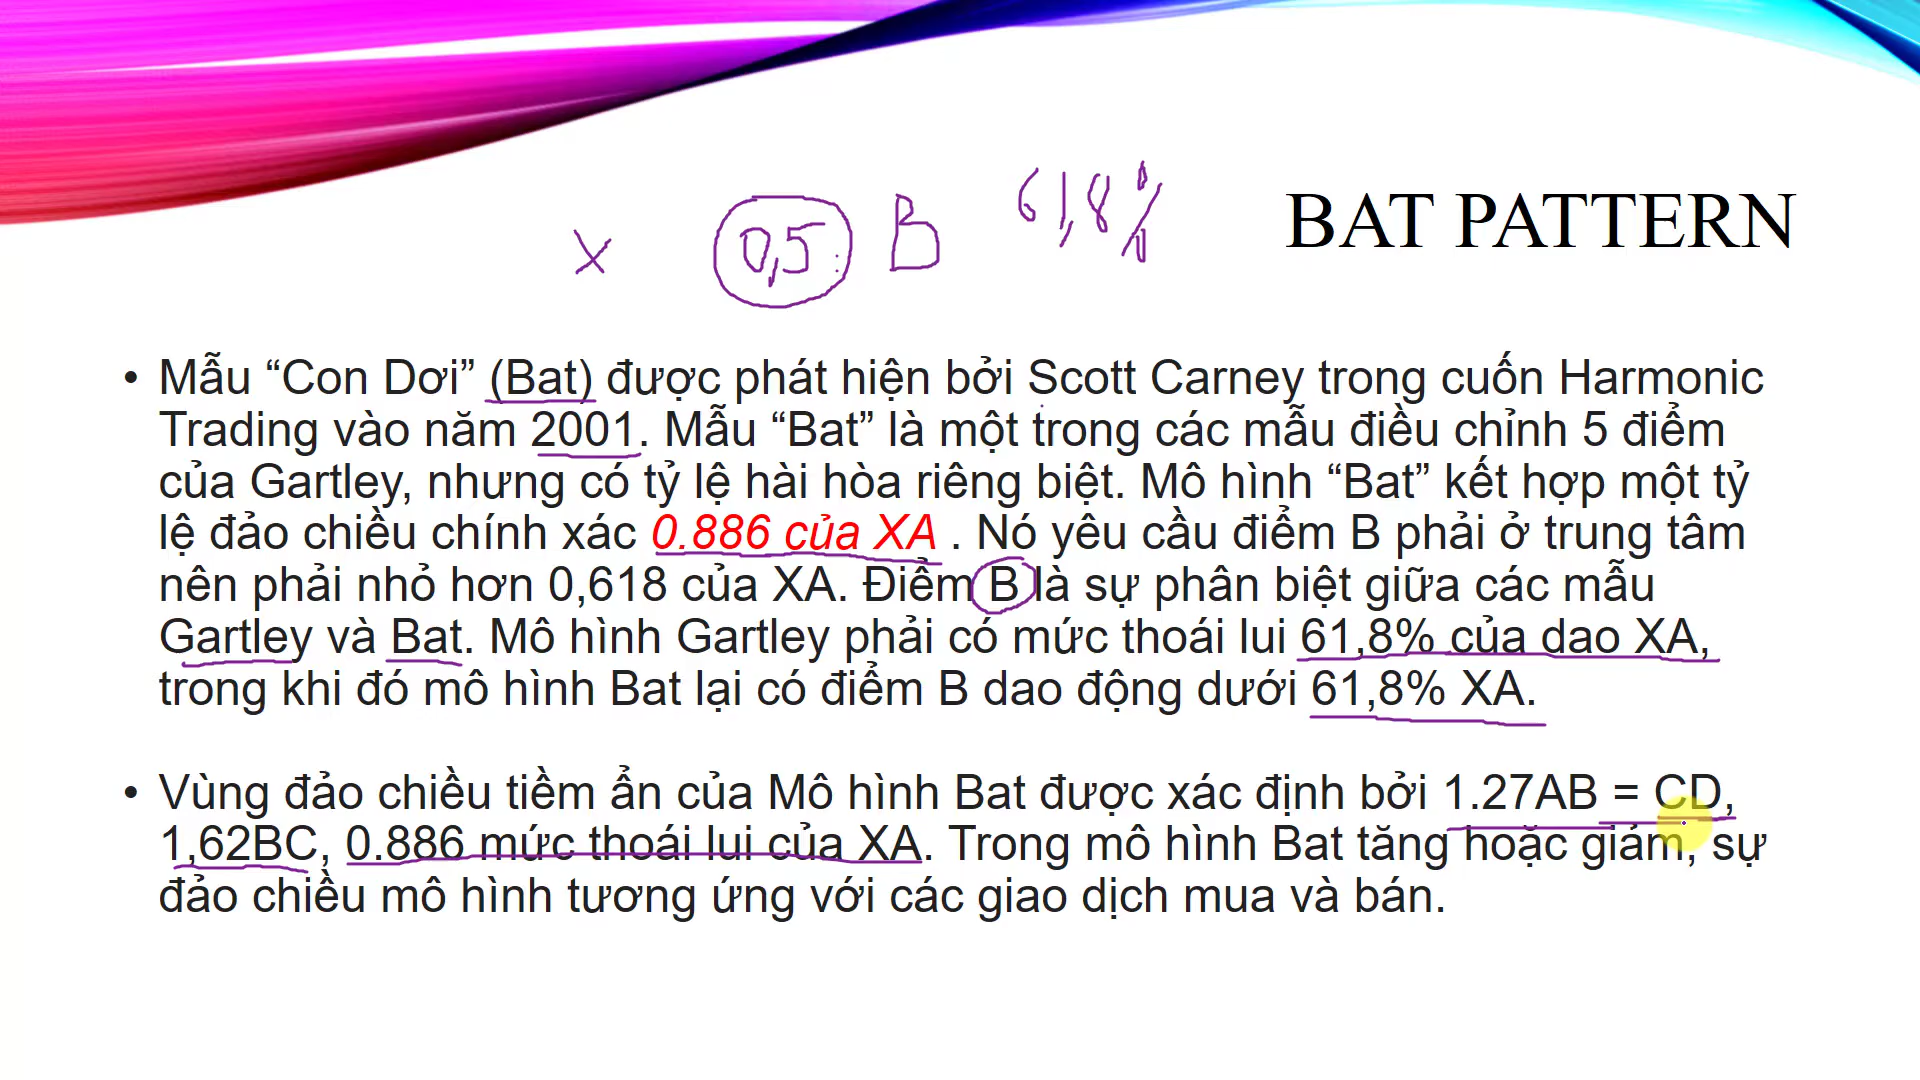 x 0,5 B 61,8%
BAT PATTERN
• Mẫu “Con Dơi” (Bat) được phát hiện bởi Scott Carney trong cuốn Harmonic
Trading vào năm 2001. Mẫu “Bat” là một trong các mẫu điều chỉnh 5 điểm
của Gartley, nhưng có tỷ lệ hài hòa riêng biệt. Mô hình “Bat” kết hợp một tỷ
lệ đảo chiều chính xác 0.886 của XA . Nó yêu cầu điểm B phải ở trung tâm
nên phải nhỏ hơn 0,618 của XA. Điểm B là sự phân biệt giữa các mẫu
Gartley và Bat. Mô hình Gartley phải có mức thoái lui 61,8% của dao XA,
trong khi đó mô hình Bat lại có điểm B dao động dưới 61,8% XA.
• Vùng đảo chiều tiềm ẩn của Mô hình Bat được xác định bởi 1.27AB = CD,
1,62BC, 0.886 mức thoái lui của XA. Trong mô hình Bat tăng hoặc giảm, sự
đảo chiều mô hình tương ứng với các giao dịch mua và bán.